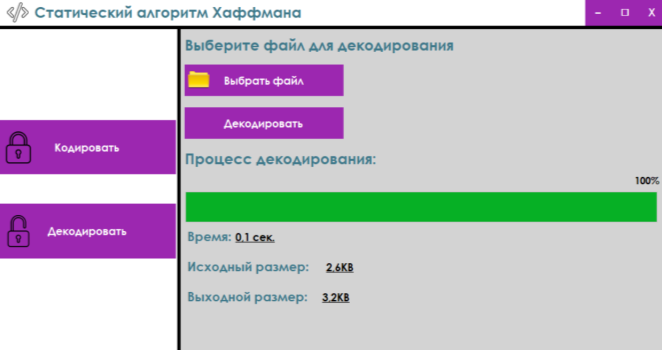 </> Статический алгоритм Хаффмана
Выберите файл для декодирования
Выбрать файл
Декодировать
Кодировать
Декодировать
Процесс декодирования:
100%
Время: 0,1 сек.
Исходный размер: 2,6KB
Выходной размер: 3,2KB